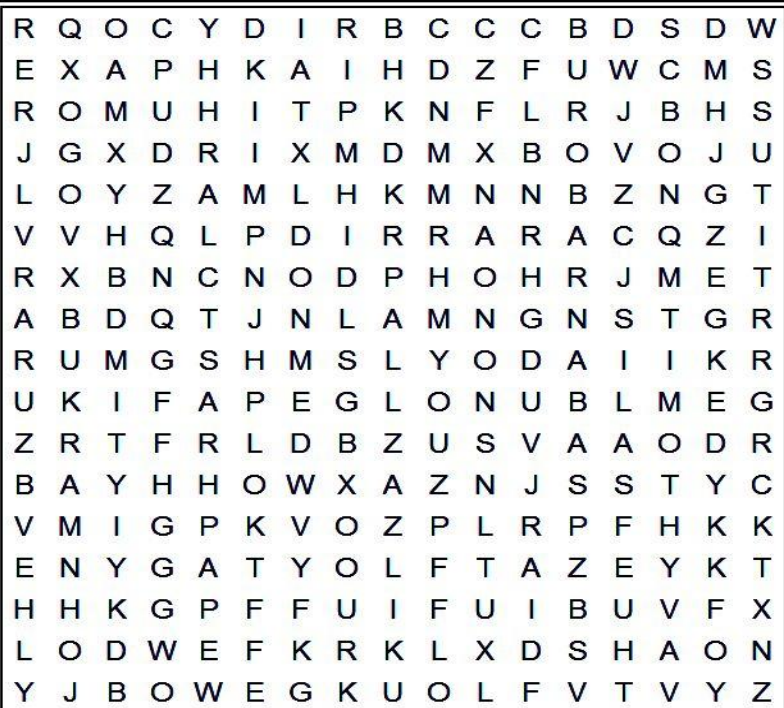 R Q O C Y D I R B C C C B D S D W
E X A P H K A I H D Z F U W C M S
R O M U H I T P K N F L R J B H S
J G X D R I X M D M X B O V O J U
L O Y Z A M L H K M N N B Z N G T
V V H Q L P D I R R A R A C Q Z I
R X B N C N O D P H O H R J M E T
A B D Q T J N L A M N G N S T G R
R U M G S H M S L Y O D A I I K R
U K I F A P E G L O N U B L M E G
Z R T F R L D B Z U S V A A O D R
B A Y H H O W X A Z N J S S T Y C
V M I G P K V O Z P L R P F H K K
E N Y G A T Y O L F T A Z E Y K T
H H K G P F F U I F U I B U V F X
L O D W E F K R K L X D S H A O N
Y J B O W E G K U O L F V T V Y Z